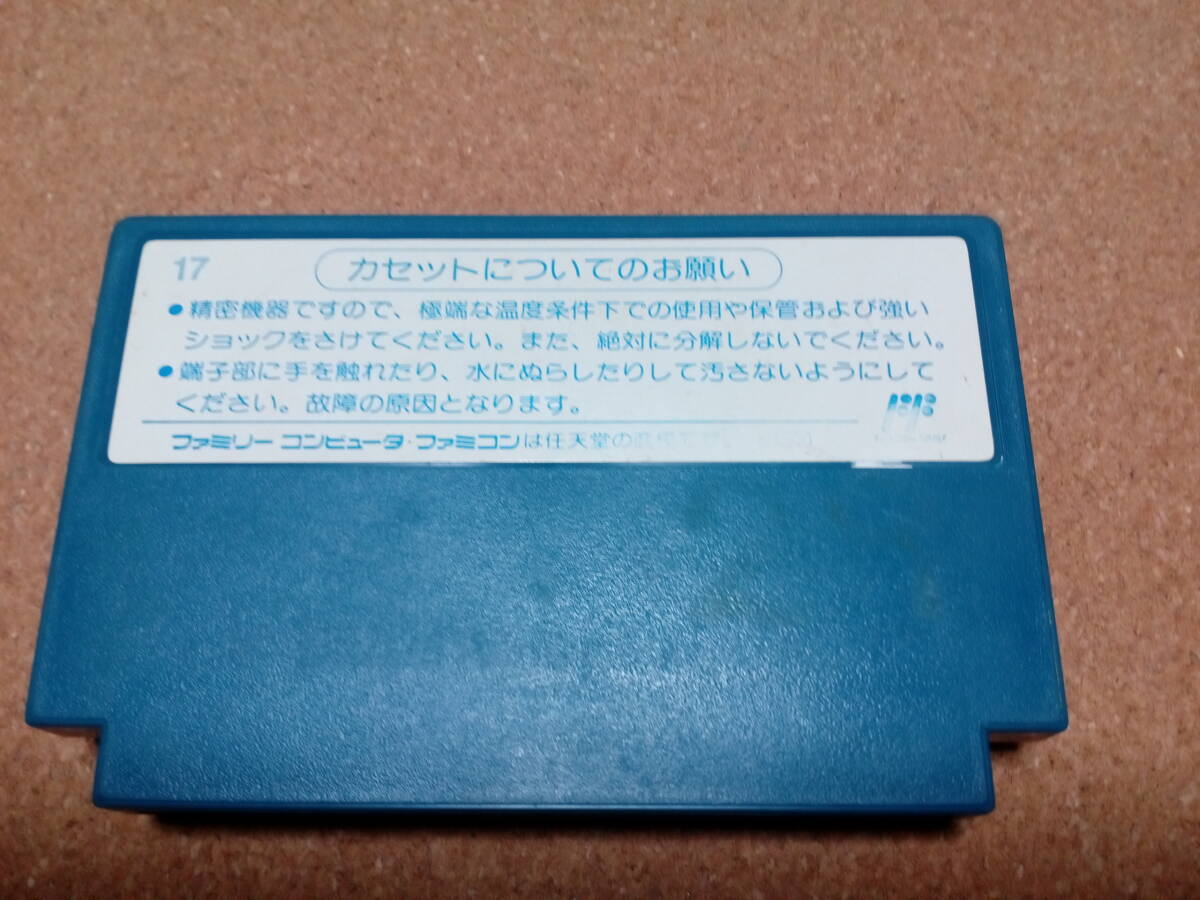 17
カセットについてのお願い
●精密機器ですので、極端な温度条件下での使用や保管および強い
ショックをさけてください。また、絶対に分解しないでください。
●端子部に手を触れたり、水にぬらしたりして汚さないようにして
ください。故障の原因となります。
ファミリー コンピュータ・ファミコンは任天堂の